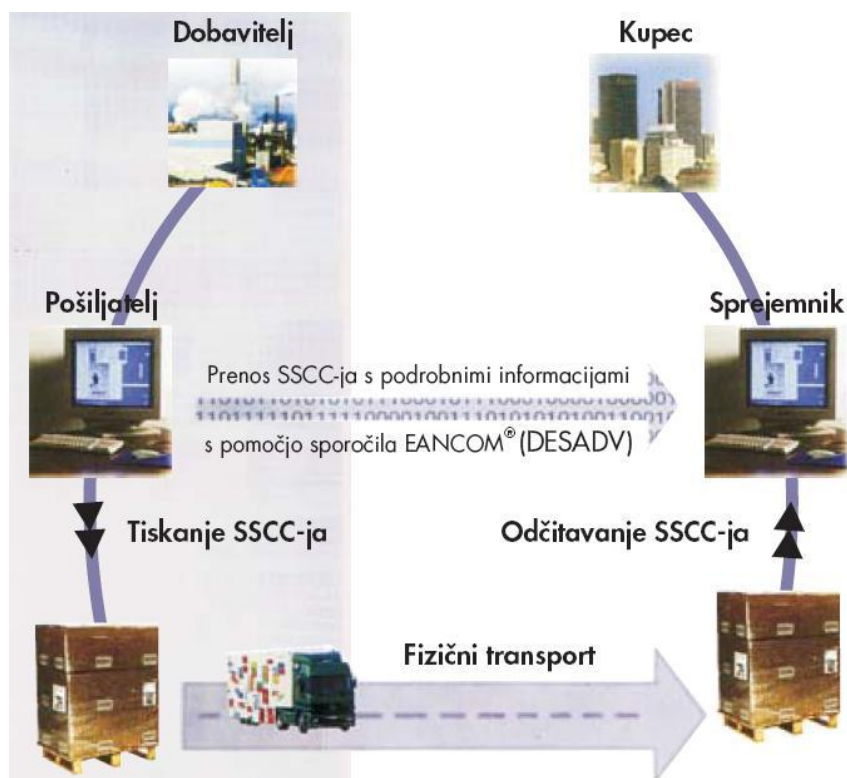 Dobavitelj
Kupec
Pošiljatelj
Sprejemnik
Prenos SSCC-ja s podrobnimi informacijami
s pomočjo sporočila EANCOM® (DESADV)
Tiskanje SSCC-ja
Odčitavanje SSCC-ja
Fizični transport